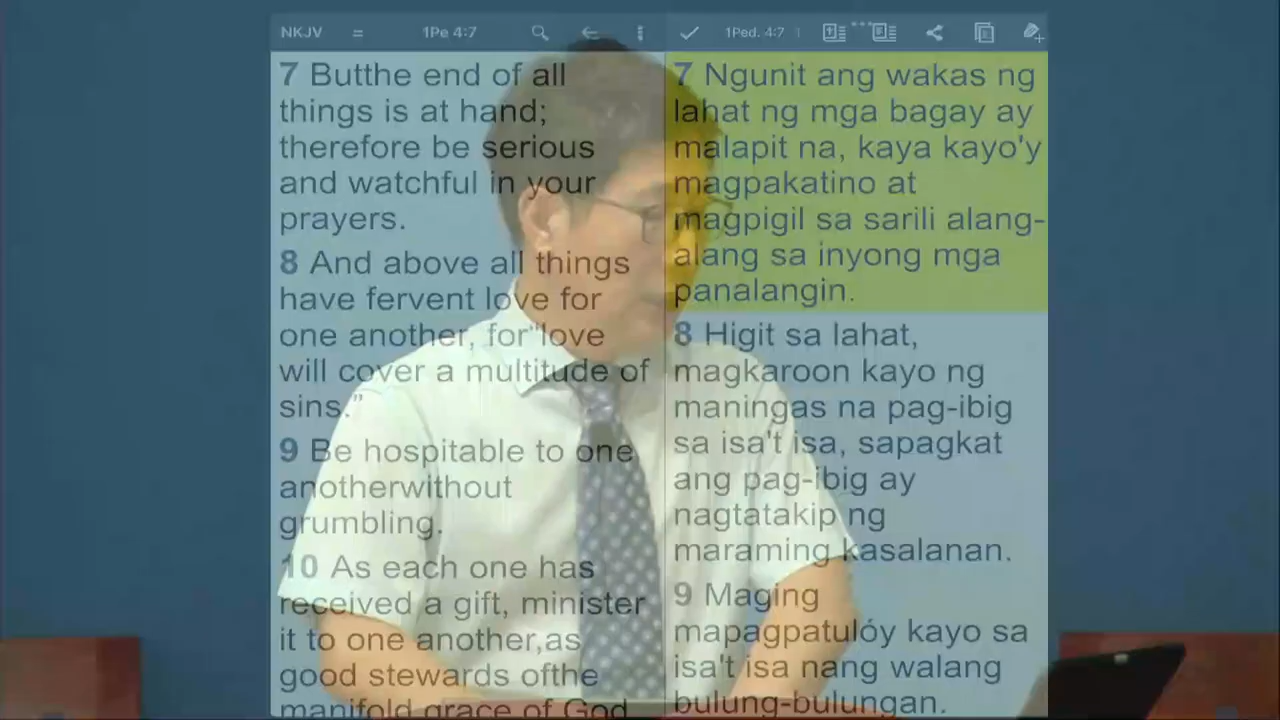 NKJV = 1Pe 4:7
7 Butthe end of all
things is at hand;
therefore be serious
and watchful in your
prayers.
8 And above all things
have fervent love for
one another, for“love
will cover a multitude of
sins.”
9 Be hospitable to one
anotherwithout
grumbling.
10 As each one has
received a gift, minister
it to one another,as
good stewards ofthe
manifold grace of God
1Ped. 4:7
7 Ngunit ang wakas ng
lahat ng mga bagay ay
malapit na, kaya kayo'y
magpakatino at
magpigil sa sarili alang-
alang sa inyong mga
panalangin.
8 Higit sa lahat,
magkaroon kayo ng
maningas na pag-ibig
sa isa't isa, sapagkat
ang pag-ibig ay
nagtatakip ng
maraming kasalanan.
9 Maging
mapagpatulóy kayo sa
isa't isa nang walang
bulung-bulungan.